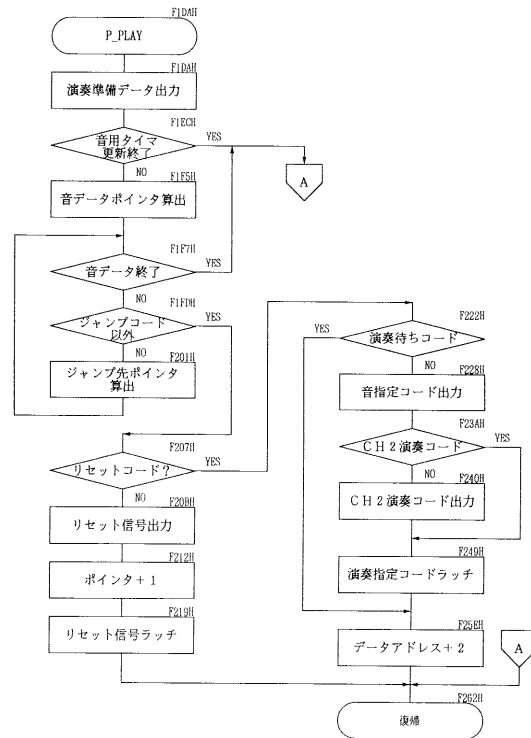 F1DAH
P_PLAY
F1DAH
演奏準備データ出力
F1ECH
音用タイマ
更新終了
YES
NO
A
F1F5H
音データポインタ算出
F1F7H
音データ終了
NO
F1FDH
ジャンプコード
以外
YES
NO
F201H
ジャンプ先ポインタ
算出
F207H
リセットコード?
YES
NO
F20BH
リセット信号出力
F212H
ポインタ+1
F219H
リセット信号ラッチ
F222H
演奏待ちコード
YES
NO
F228H
音指定コード出力
F23AH
CH2演奏コード
YES
NO
F240H
CH2演奏コード出力
F249H
演奏指定コードラッチ
F25EH
データアドレス+2
A
F262H
復帰